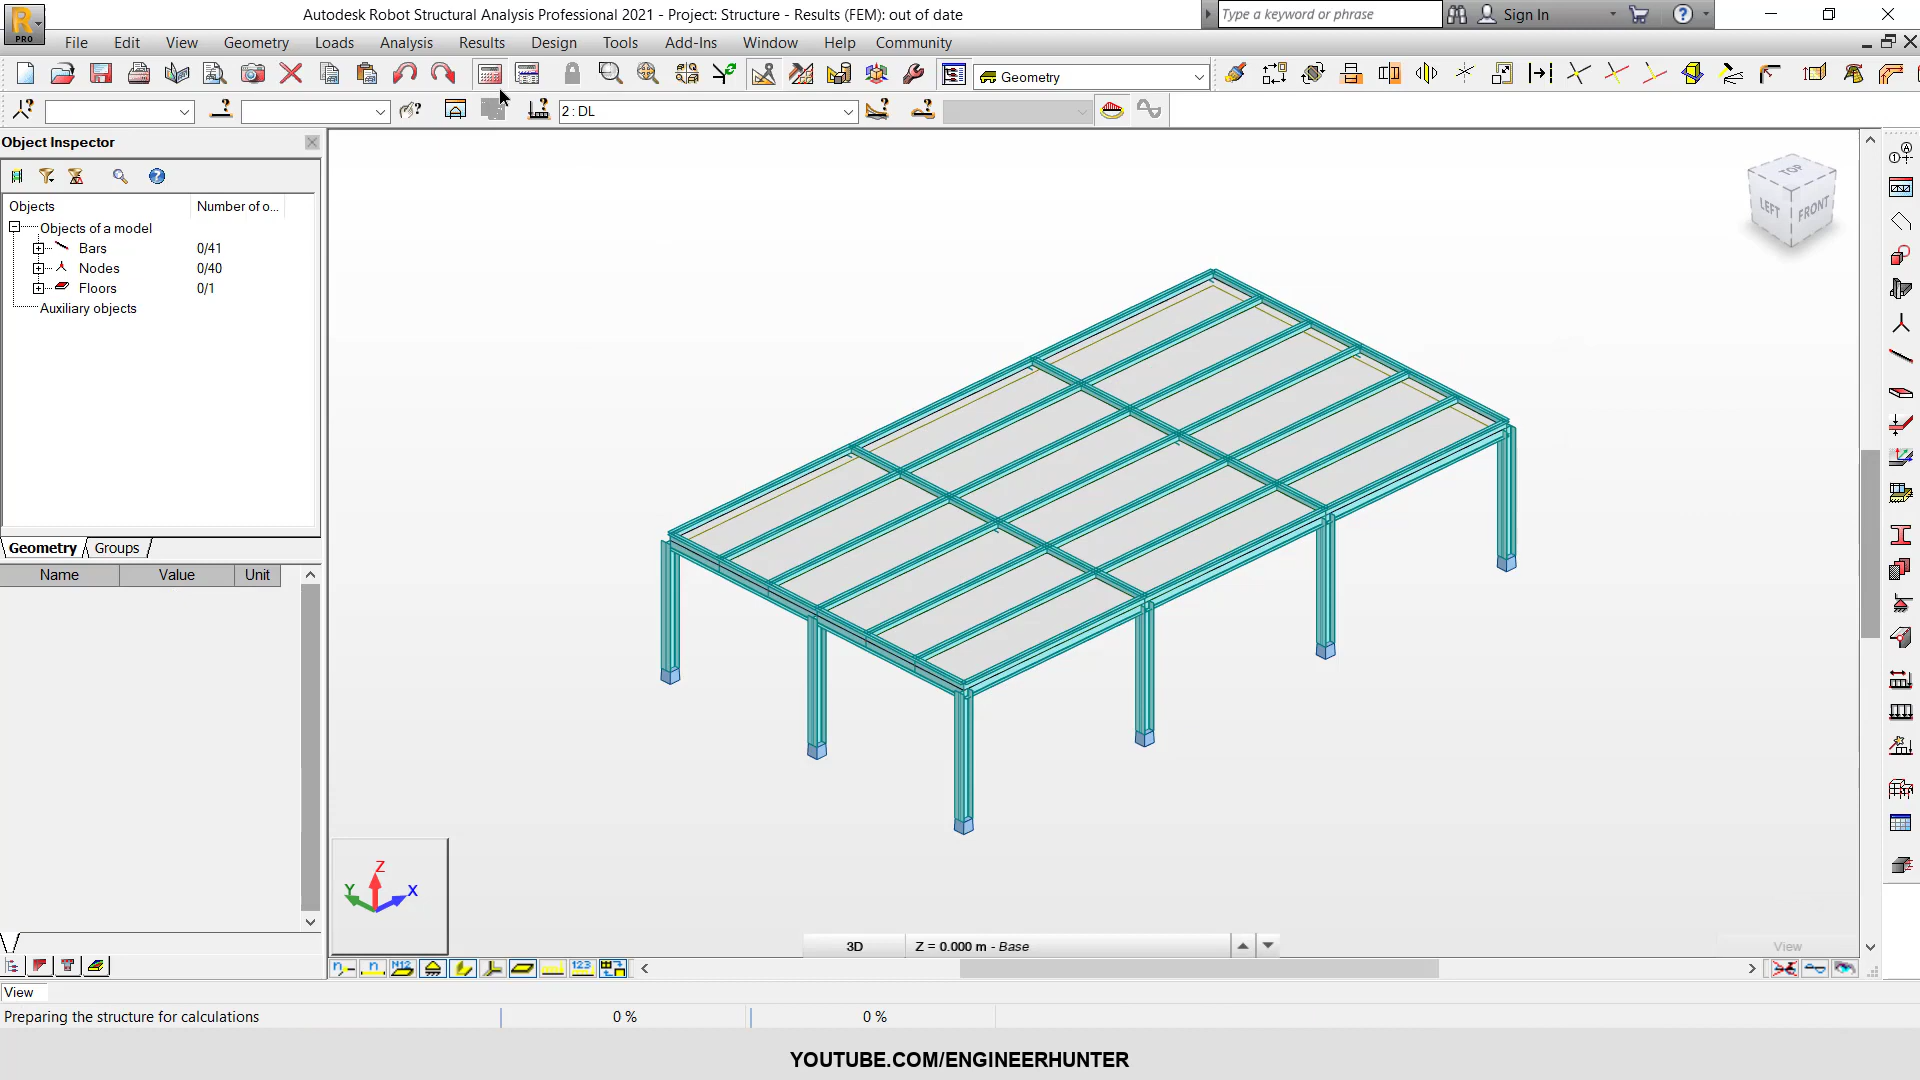 Autodesk Robot Structural Analysis Professional 2021 - Project: Structure - Results (FEM): out of date
Type a keyword or phrase
Sign In
PRO
File Edit View Geometry Loads Analysis Results Design Tools Add-Ins Window Help Community
Geometry
2 : DL
Object Inspector
Objects Number of o...
Objects of a model
Bars 0/41
Nodes 0/40
Floors 0/1
Auxiliary objects
Geometry Groups
Name Value Unit
TOP
LEFT FRONT
Z
Y X
3D Z = 0.000 m - Base
View
View
Preparing the structure for calculations 0 % 0 %
YOUTUBE.COM/ENGINEERHUNTER